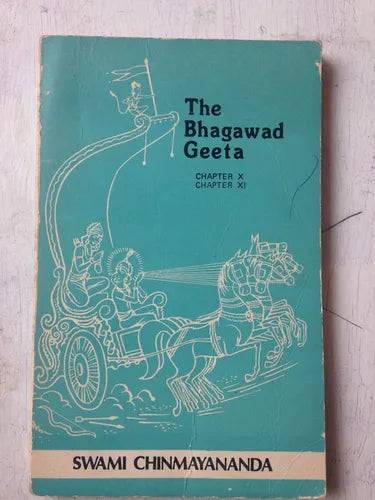 The
Bhagawad
Geeta
CHAPTER X
CHAPTER XI
SWAMI CHINMAYANANDA